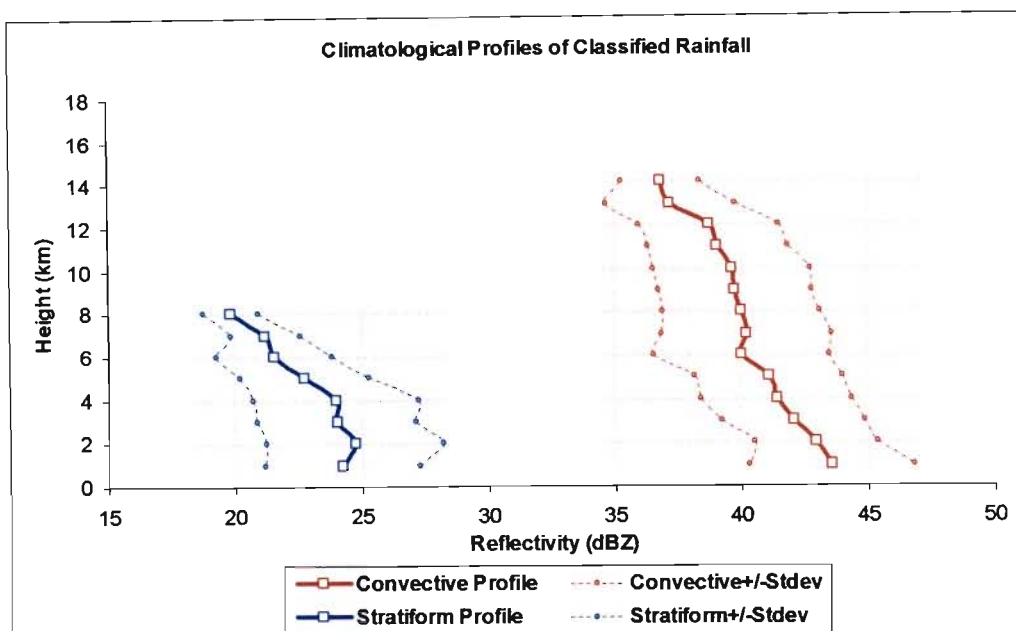 Climatological Profiles of Classified Rainfall
18
16
14
12
10
8
6
4
2
0
Height (km)
15 20 25 30 35 40 45 50
Reflectivity (dBZ)
Convective Profile Convective+/-Stdev
Stratiform Profile Stratiform+/-Stdev